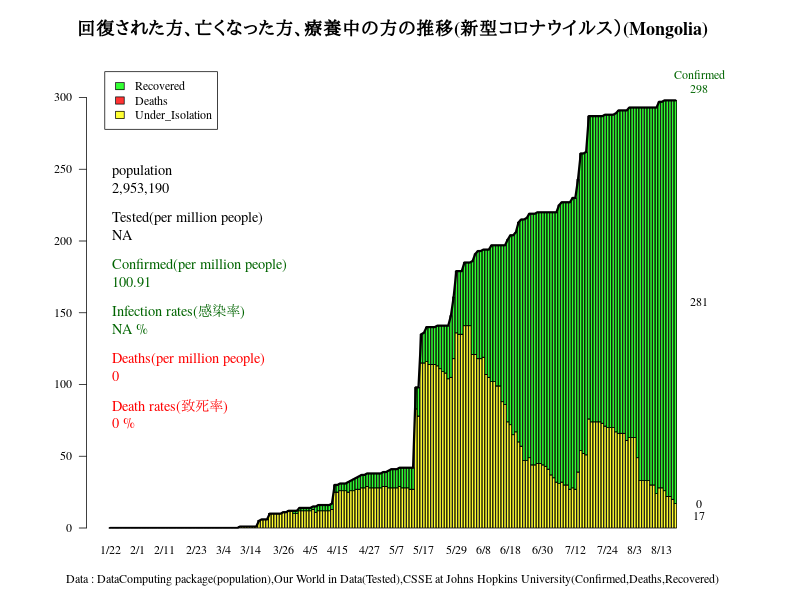 回復された方、亡くなった方、療養中の方の推移(新型コロナウイルス）(Mongolia)
Confirmed
298
Recovered
Deaths
Under_Isolation
population
2,953,190
Tested(per million people)
NA
Confirmed(per million people)
100.91
Infection rates(感染率)
NA %
Deaths(per million people)
0
Death rates(致死率)
0 %
300
250
200
150
100
50
0
281
0
17
1/22 2/1 2/11 2/23 3/4 3/14 3/26 4/5 4/15 4/27 5/7 5/17 5/29 6/8 6/18 6/30 7/12 7/24 8/3 8/13
Data : DataComputing package(population),Our World in Data(Tested),CSSE at Johns Hopkins University(Confirmed,Deaths,Recovered)